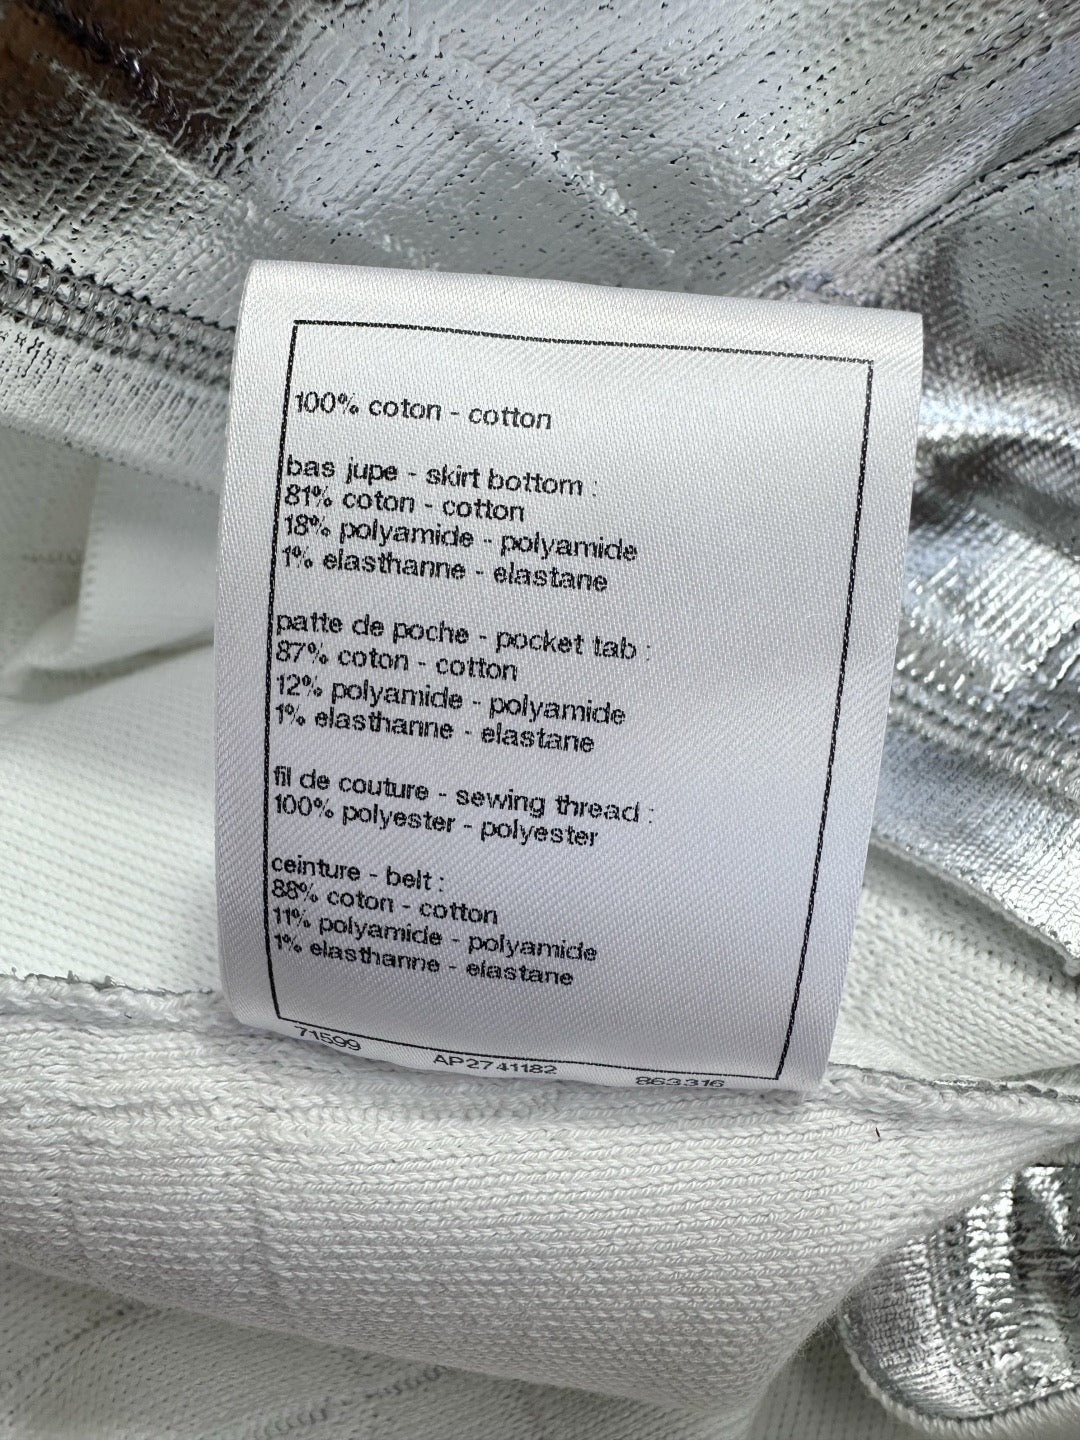 100% coton - cotton
bas jupe - skirt bottom :
81% coton - cotton
18% polyamide - polyamide
1% elasthanne - elastane
patte de poche - pocket tab :
87% coton - cotton
12% polyamide - polyamide
1% elasthanne - elastane
fil de couture - sewing thread :
100% polyester - polyester
ceinture - belt :
88% coton - cotton
11% polyamide - polyamide
1% elasthanne - elastane
71599 AP2741182 863316